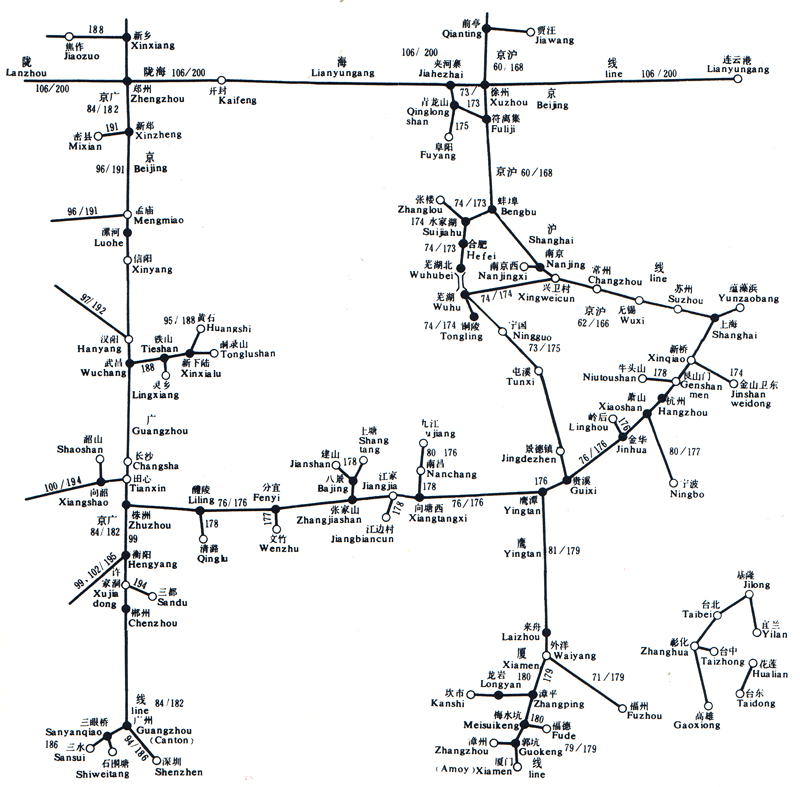 188
焦作
Jiaozuo
新乡
Xinxiang
前亭
Qianting
贾汪
Jiawang
陇
Lanzhou
106/200
陇海 106/200
郑州
Zhengzhou
开封
Kaifeng
海
Lianyungang
106/200
夹河寨
Jiahezhai
京沪
60/168
线
line
106/200
连云港
Lianyungang
73/
173
徐州
Xuzhou
京
Beijing
京广
84/182
191
密县
Mixian
新郑
Xinzheng
青龙山
Qinglong
shan
175
阜阳
Fuyang
符离集
Fuliji
京
Beijing
96/191
京沪 60/168
96/191
孟庙
Mengmiao
漯河
Luohe
信阳
Xinyang
张楼
Zhanglou
74/173
蚌埠
Bengbu
174 水家湖
Suijiahu
74/173
合肥
Hefei
沪
Shanghai
芜湖北
Wuhubei
南京
Nanjing
南京西
Nanjingxi
兴卫村
Xingweicun
常州
Changzhou
线
line
苏州
Suzhou
蕰藻浜
Yunzaobang
97/192
芜湖
Wuhu
74/174
京沪
62/166
无锡
Wuxi
上海
Shanghai
74/174
铜陵
Tongling
宁国
Ningguo
73/175
屯溪
Tunxi
95/188
黄石
Huangshi
汉阳
Hanyang
武昌
Wuchang
铁山
Tieshan
188
灵乡
Lingxiang
新下陆
Xinxialu
铜录山
Tonglushan
新桥
Xinqiao
牛头山
Niutoushan
178
艮山门
Genshan
men
174
金山卫东
Jinshan
weidong
萧山
Xiaoshan
杭州
Hangzhou
岭后
Linghou
176
金华
Jinhua
80/177
宁波
Ningbo
广
Guangzhou
韶山
Shaoshan
长沙
Changsha
田心
Tianxin
100/194
向韶
Xiangshao
建山
Jianshan
上塘
Shang
tang
178
八景
Bajing
九江
ujiang
80 176
南昌
Nanchang
178
江家
Jiangjia
178
景德镇
Jingdezhen
76/176
贵溪
Guixi
176
鹰潭
Yingtan
京广
84/182
株洲
Zhuzhou
醴陵
Liling
76/176
178
清潞
Qinglu
分宜
Fenyi
177
文竹
Wenzhu
张家山
Zhangjiashan
江边村
Jiangbiancun
向塘西
Xiangtangxi
76/176
99
99、102/195
衡阳
Hengyang
许
家洞
Xujia
dong
194
三都
Sandu
郴州
Chenzhou
鹰
Yingtan
81/179
来舟
Laizhou
外洋
Waiyang
厦
Xiamen
179
71/179
福州
Fuzhou
龙岩
Longyan
180
坎市
Kanshi
漳平
Zhangping
梅水坑
Meisuikeng
180
福德
Fude
漳州
Zhangzhou
郭坑
Guokeng
79/179
厦门
(Amoy) Xiamen
线
line
基隆
Jilong
台北
Taibei
宜兰
Yilan
彰化
Zhanghua
台中
Taizhong
花莲
Hualian
台东
Taidong
高雄
Gaoxiong
线
line
84/182
三眼桥
Sanyanqiao
广州
Guangzhou
(Canton)
186
三水
Sansui
石围塘
Shiweitang
94/186
深圳
Shenzhen